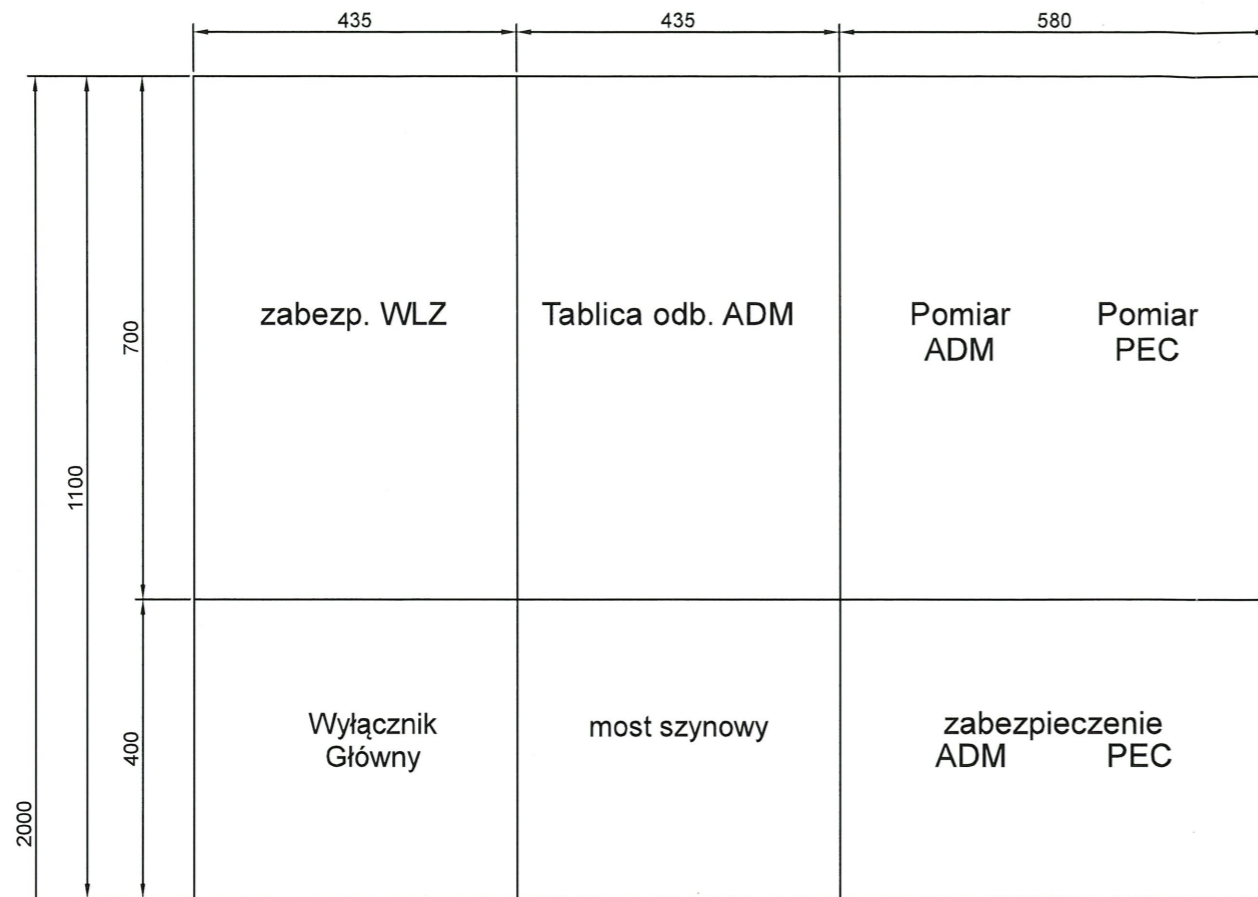 435
435
580
700
1100
400
2000
zabezp. WLZ
Tablica odb. ADM
Pomiar
ADM
Pomiar
PEC
Wyłącznik
Główny
most szynowy
zabezpieczenie
ADM PEC